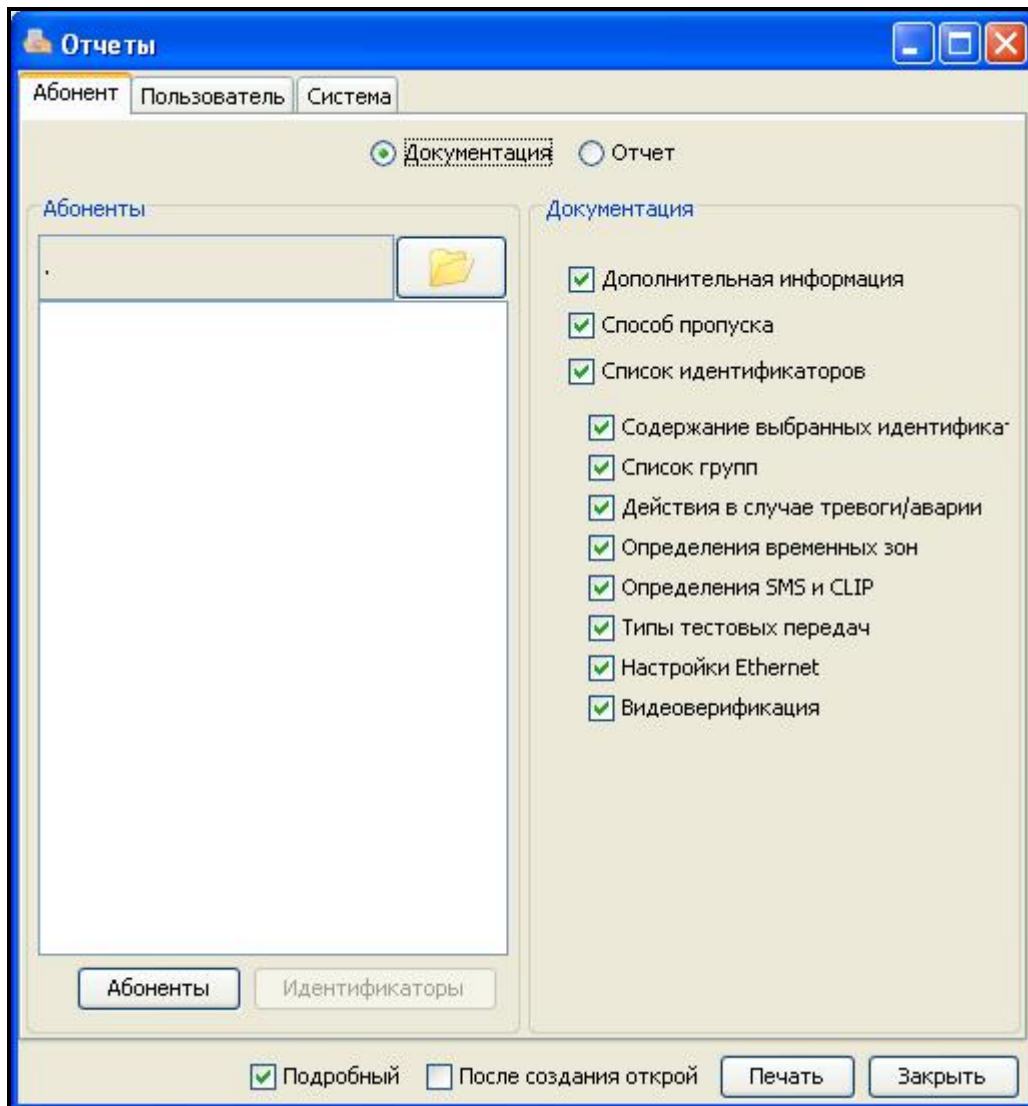 Отчеты
Абонент Пользователь Система
Документация Отчет
Абоненты
.
Документация
Дополнительная информация
Способ пропуска
Список идентификаторов
Содержание выбранных идентификат
Список групп
Действия в случае тревоги/аварии
Определения временных зон
Определения SMS и CLIP
Типы тестовых передач
Настройки Ethernet
Видеоверификация
Абоненты Идентификаторы
Подробный После создания открой Печать Закрыть